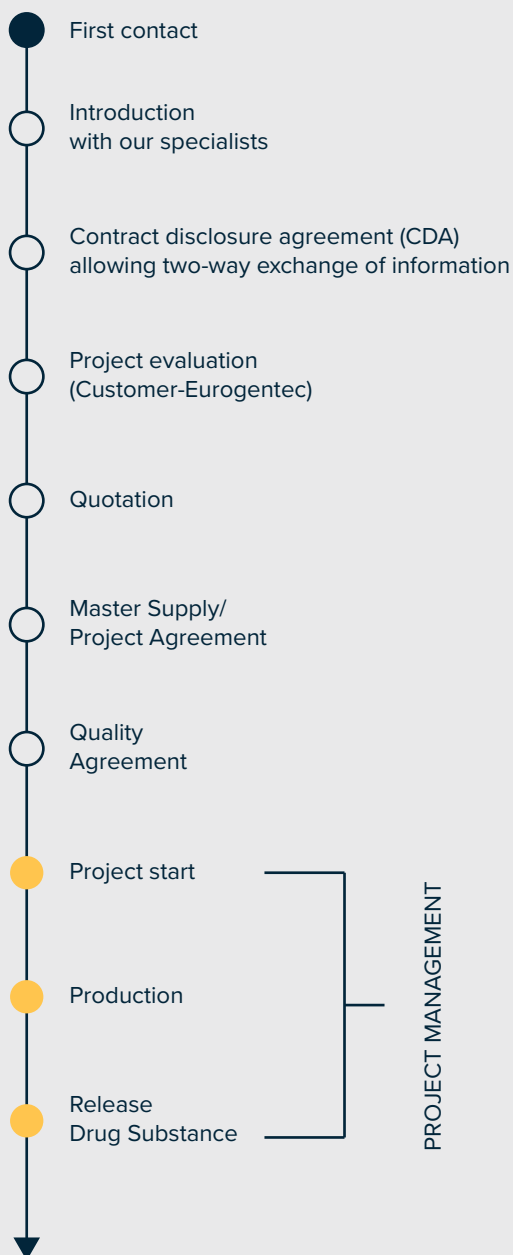 First contact
Introduction
with our specialists
Contract disclosure agreement (CDA)
allowing two-way exchange of information
Project evaluation
(Customer-Eurogentec)
Quotation
Master Supply/
Project Agreement
Quality
Agreement
Project start
Production
Release
Drug Substance
PROJECT MANAGEMENT